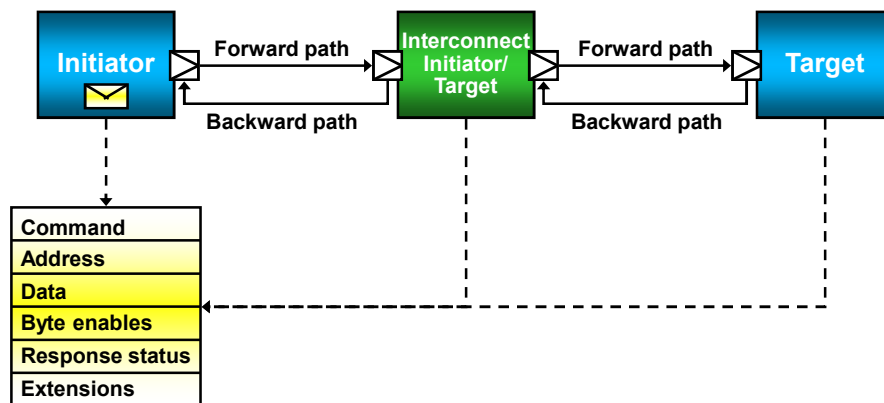 Initiator
Forward path
Backward path
Interconnect
Initiator/
Target
Forward path
Backward path
Target
Command
Address
Data
Byte enables
Response status
Extensions